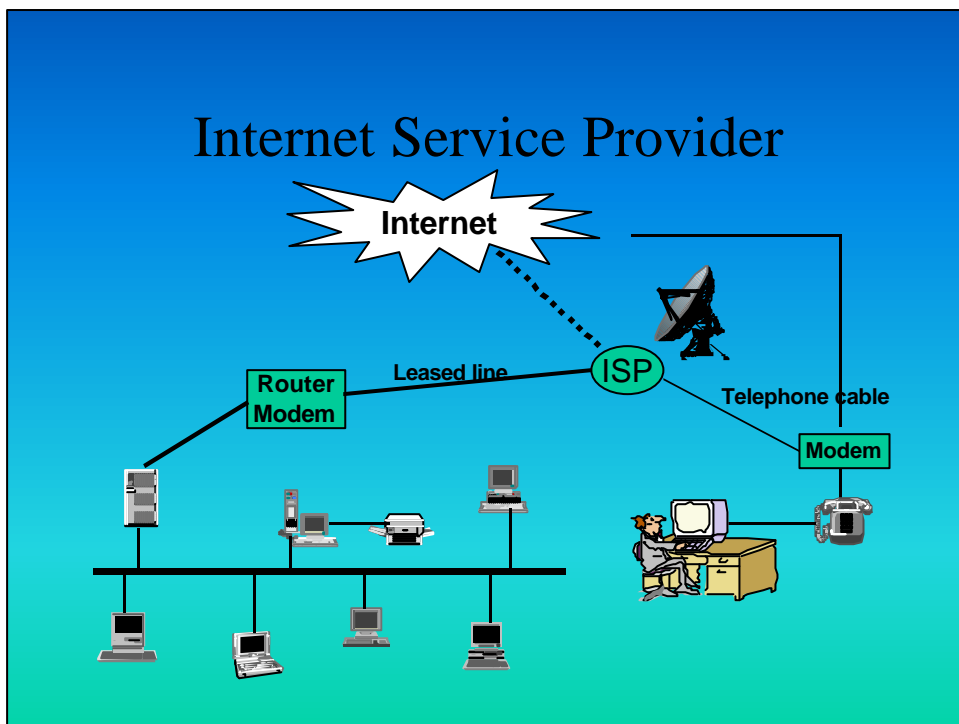 Internet Service Provider
Internet
ISP
Leased line
Router
Modem
Telephone cable
Modem